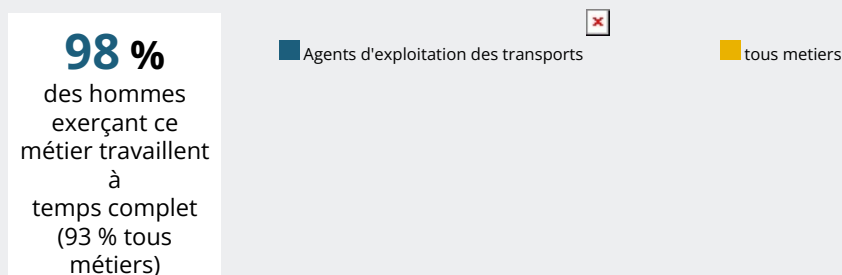 98 %
des hommes
exerçant ce
métier travaillent
à
temps complet
(93 % tous
métiers)
Agents d'exploitation des transports
tous metiers